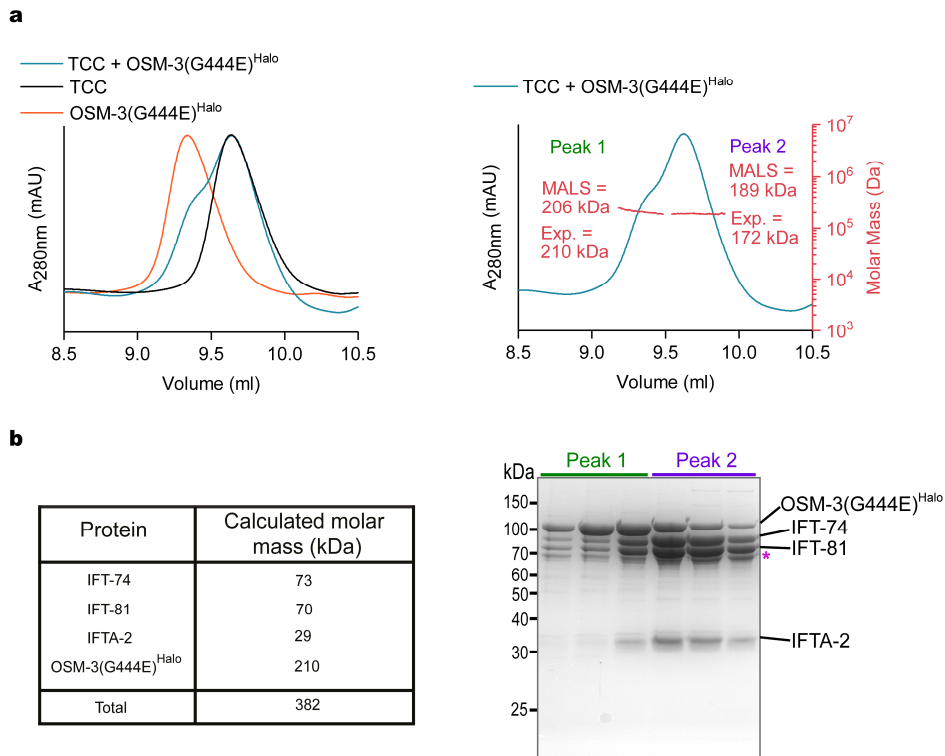 a
TCC + OSM-3(G444E)Halo
TCC
OSM-3(G444E)Halo
A280nm (mAU)
8.5 9.0 9.5 10.0 10.5
Volume (ml)
TCC + OSM-3(G444E)Halo
Peak 1
MALS =
206 kDa
Exp. =
210 kDa
Peak 2
MALS =
189 kDa
Exp. =
172 kDa
A280nm (mAU)
10^7
10^6
10^5
10^4
10^3
Molar Mass (Da)
8.5 9.0 9.5 10.0 10.5
Volume (ml)
b
Protein Calculated molar
mass (kDa)
IFT-74 73
IFT-81 70
IFTA-2 29
OSM-3(G444E)Halo 210
Total 382
kDa
Peak 1 Peak 2
150
100
70
60
50
40
30
25
OSM-3(G444E)Halo
IFT-74
IFT-81
*
IFTA-2